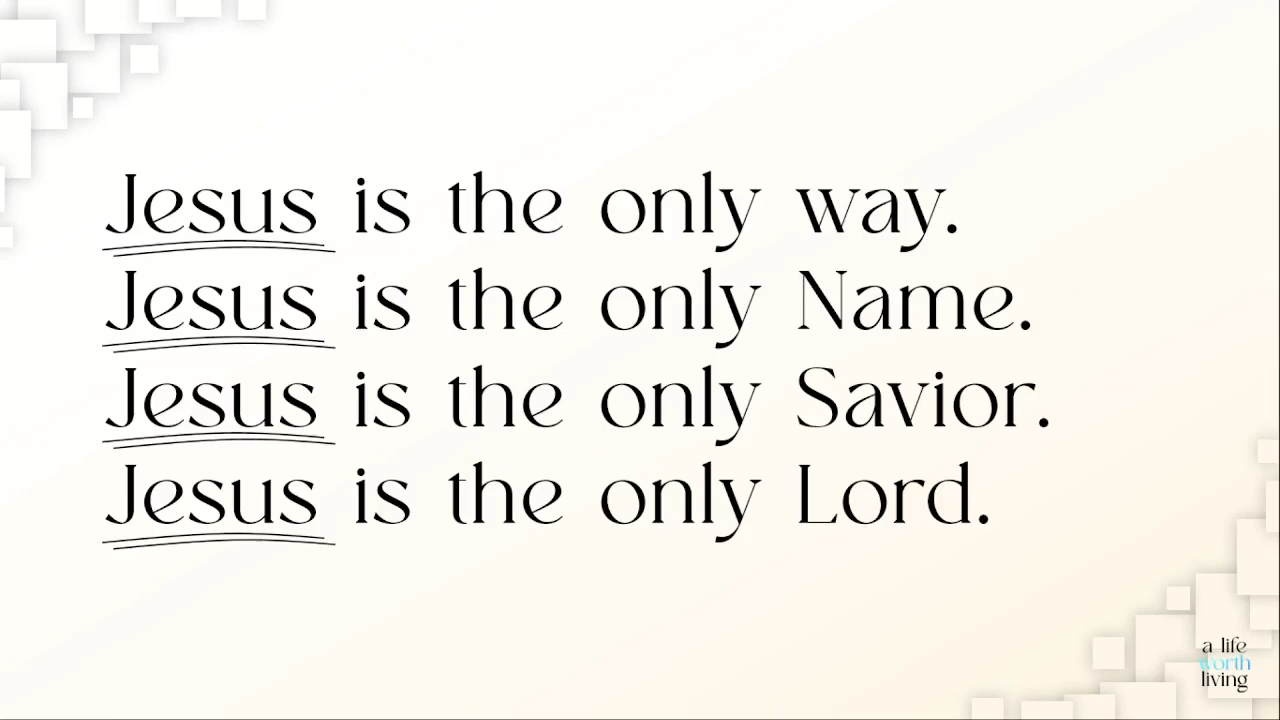 Jesus is the only way.
Jesus is the only Name.
Jesus is the only Savior.
Jesus is the only Lord.
a life
worth
living